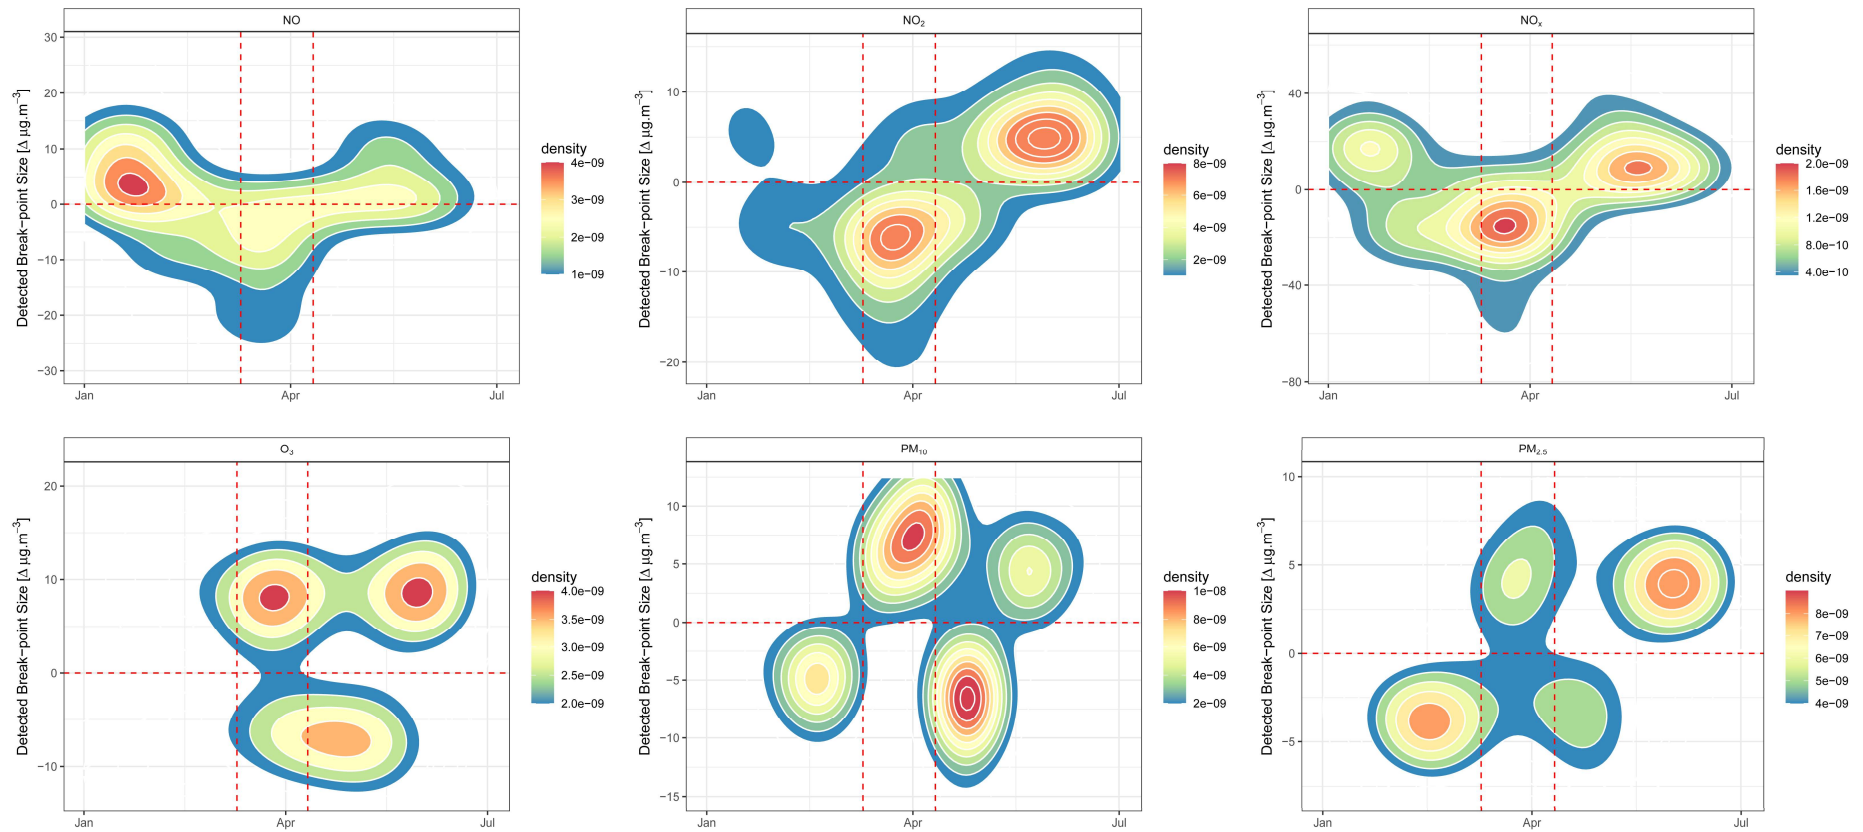 NO
Detected Break−point Size [Δ μg.m⁻³]
30
20
10
0
−10
−20
−30
Jan Apr Jul
density
4e−09
3e−09
2e−09
1e−09
NO₂
Detected Break−point Size [Δ μg.m⁻³]
10
0
−10
−20
Jan Apr Jul
density
8e−09
6e−09
4e−09
2e−09
NOₓ
Detected Break−point Size [Δ μg.m⁻³]
40
0
−40
−80
Jan Apr Jul
density
2.0e−09
1.6e−09
1.2e−09
8.0e−10
4.0e−10
O₃
Detected Break−point Size [Δ μg.m⁻³]
20
10
0
−10
Jan Apr Jul
density
4.0e−09
3.5e−09
3.0e−09
2.5e−09
2.0e−09
PM₁₀
Detected Break−point Size [Δ μg.m⁻³]
10
5
0
−5
−10
−15
Jan Apr Jul
density
1e−08
8e−09
6e−09
4e−09
2e−09
PM₂.₅
Detected Break−point Size [Δ μg.m⁻³]
10
5
0
−5
Jan Apr Jul
density
8e−09
7e−09
6e−09
5e−09
4e−09